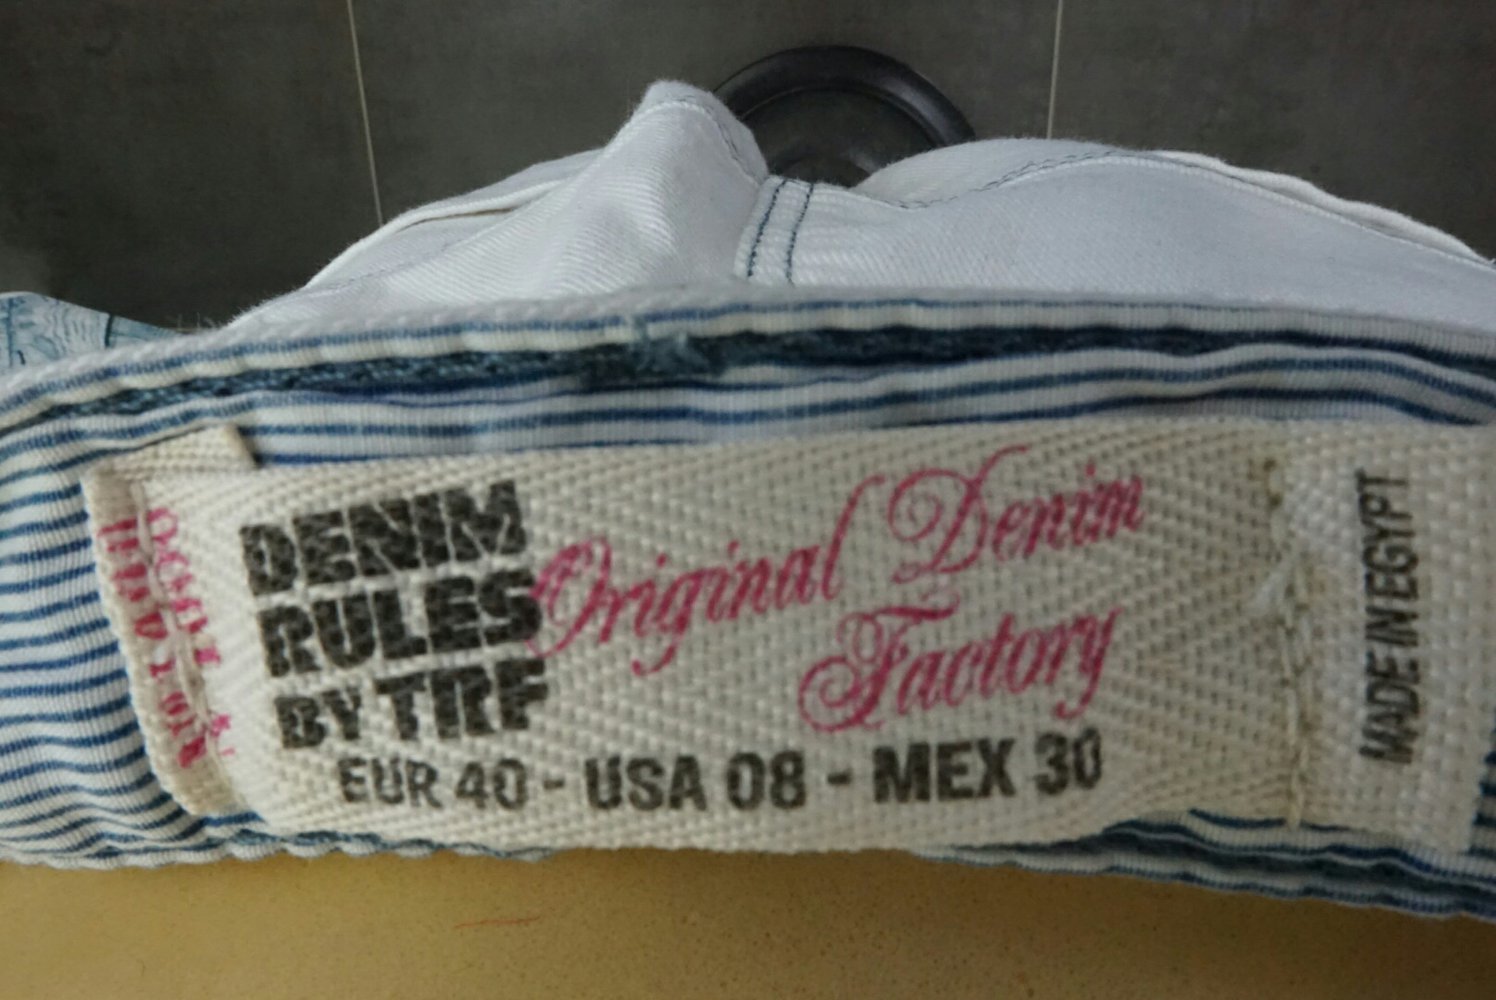 DENIM
RULES
BY TRF
Original Denim
Factory
EUR 40 - USA 08 - MEX 30
MADE IN EGYPT